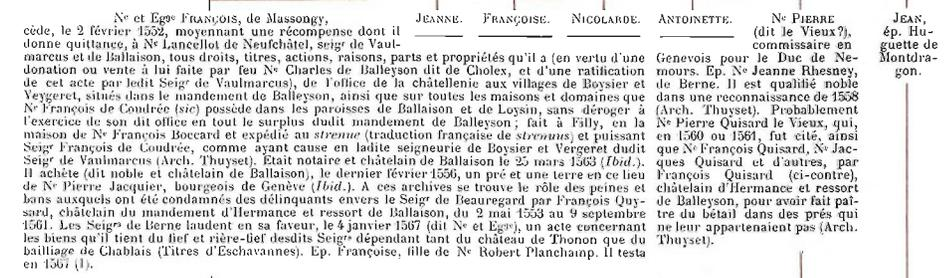 Nᵉ et Egᵍᵉ FRANÇOIS, de Massongy,
cède, le 2 février 1552, moyennant une récompense dont il
donne quittance, à Nᵉ Lancellot de Neufchâtel, seigʳ de Vaul-
marcus et de Ballaison, tous droits, titres, actions, raisons, parts et propriétés qu'il a (en vertu d'une
donation ou vente à lui faite par feu Nᵉ Charles de Balleyson dit de Cholex, et d'une ratification
de cet acte par ledit Seigʳ de Vaulmarcus), de l'office de la châtellenie aux villages de Boysier et
Veygeret, situés dans le mandement de Balleyson, ainsi que sur toutes les maisons et domaines que
Nᵉ François de Coudrée (sic) possède dans les paroisses de Ballaison et de Loysin, sans déroger à
l'exercice de son dit office en tout le surplus dudit mandement de Balleyson ; fait à Filly, en la
maison de Nᵉ François Boccard et expédié au strenue (traduction française de strennus) et puissant
Seigʳ François de Coudrée, comme ayant cause en ladite seigneurie de Boysier et Vergeret dudit
Seigʳ de Vaulmarcus (Arch. Thuyset). Etait notaire et châtelain de Ballaison le 25 mars 1563 (Ibid.).
Il achète (dit noble et châtelain de Ballaison), le dernier février 1556, un pré et une terre en ce lieu
de Nᵉ Pierre Jacquier, bourgeois de Genève (Ibid.). A ces archives se trouve le rôle des peines et
bans auxquels ont été condamnés des délinquants envers le Seigʳ de Beauregard par François Quy-
sard, châtelain du mandement d'Hermance et ressort de Ballaison, du 2 mai 1553 au 9 septembre
1561. Les Seigʳˢ de Berne laudent en sa faveur, le 4 janvier 1567 (dit Nᵉ et Egᵍᵉ), un acte concernant
les biens qu'il tient du fief et rière-fief desdits Seigʳˢ dépendant tant du château de Thonon que du
bailliage de Chablais (Titres d'Eschavannes). Ep. Françoise, fille de Nᵉ Robert Planchamp. Il testa
en 1567 (1).
JEANNE.
FRANÇOISE.
NICOLARDE.
ANTOINETTE.
Nᵉ PIERRE
(dit le Vieux?),
commissaire en
Genevois pour le Duc de Ne-
mours. Ep. Nᵉ Jeanne Rhesney,
de Berne. Il est qualifié noble
dans une reconnaissance de 1558
(Arch. Thuyset). Probablement
Nᵉ Pierre Quisard le Vieux, qui,
en 1560 ou 1561, fut cité, ainsi
que Nᵉ François Quisard, Nᵉ Jac-
ques Quisard et d'autres, par
François Quisard (ci-contre),
châtelain d'Hermance et ressort
de Balleyson, pour avoir fait paî-
tre du bétail dans des prés qui
ne leur appartenaient pas (Arch.
Thuyset).
JEAN,
ép. Hu-
guette de
Montdra-
gon.